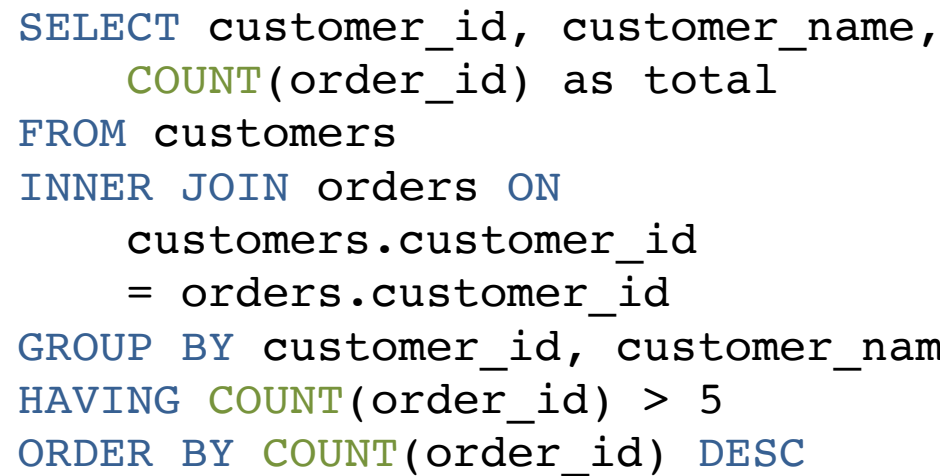 SELECT customer_id, customer_name,
COUNT(order_id) as total
FROM customers
INNER JOIN orders ON
customers.customer_id
= orders.customer_id
GROUP BY customer_id, customer_nam
HAVING COUNT(order_id) > 5
ORDER BY COUNT(order_id) DESC